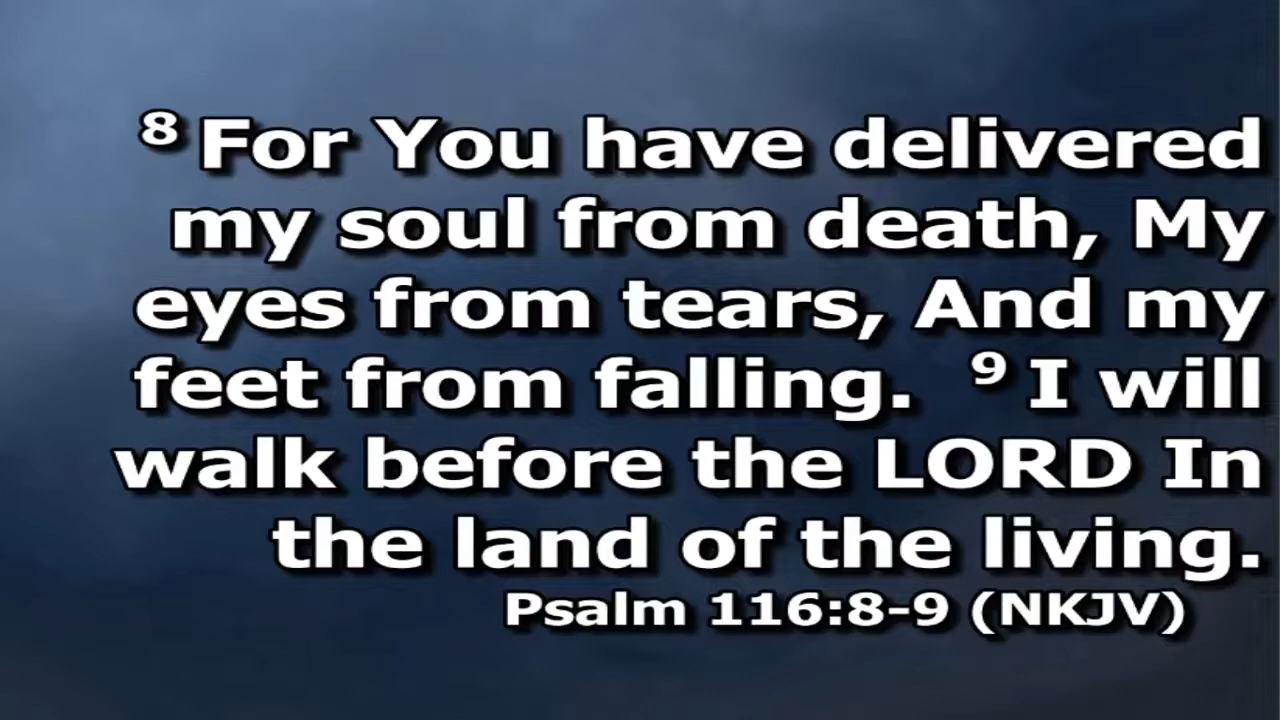 ⁸ For You have delivered
my soul from death, My
eyes from tears, And my
feet from falling. ⁹ I will
walk before the LORD In
the land of the living.
Psalm 116:8-9 (NKJV)